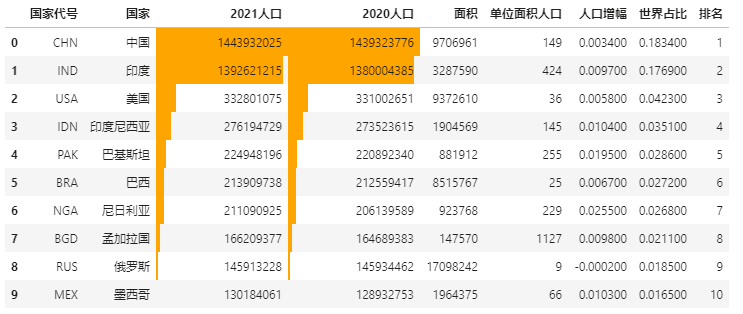 国家代号 国家 2021人口 2020人口 面积 单位面积人口 人口增幅 世界占比 排名
0 CHN 中国 1443932025 1439323776 9706961 149 0.003400 0.183400 1
1 IND 印度 1392621215 1380004385 3287590 424 0.009700 0.176900 2
2 USA 美国 332801075 331002651 9372610 36 0.005800 0.042300 3
3 IDN 印度尼西亚 276194729 273523615 1904569 145 0.010400 0.035100 4
4 PAK 巴基斯坦 224948196 220892340 881912 255 0.019500 0.028600 5
5 BRA 巴西 213909738 212559417 8515767 25 0.006700 0.027200 6
6 NGA 尼日利亚 211090925 206139589 923768 229 0.025500 0.026800 7
7 BGD 孟加拉国 166209377 164689383 147570 1127 0.009800 0.021100 8
8 RUS 俄罗斯 145913228 145934462 17098242 9 -0.000200 0.018500 9
9 MEX 墨西哥 130184061 128932753 1964375 66 0.010300 0.016500 10